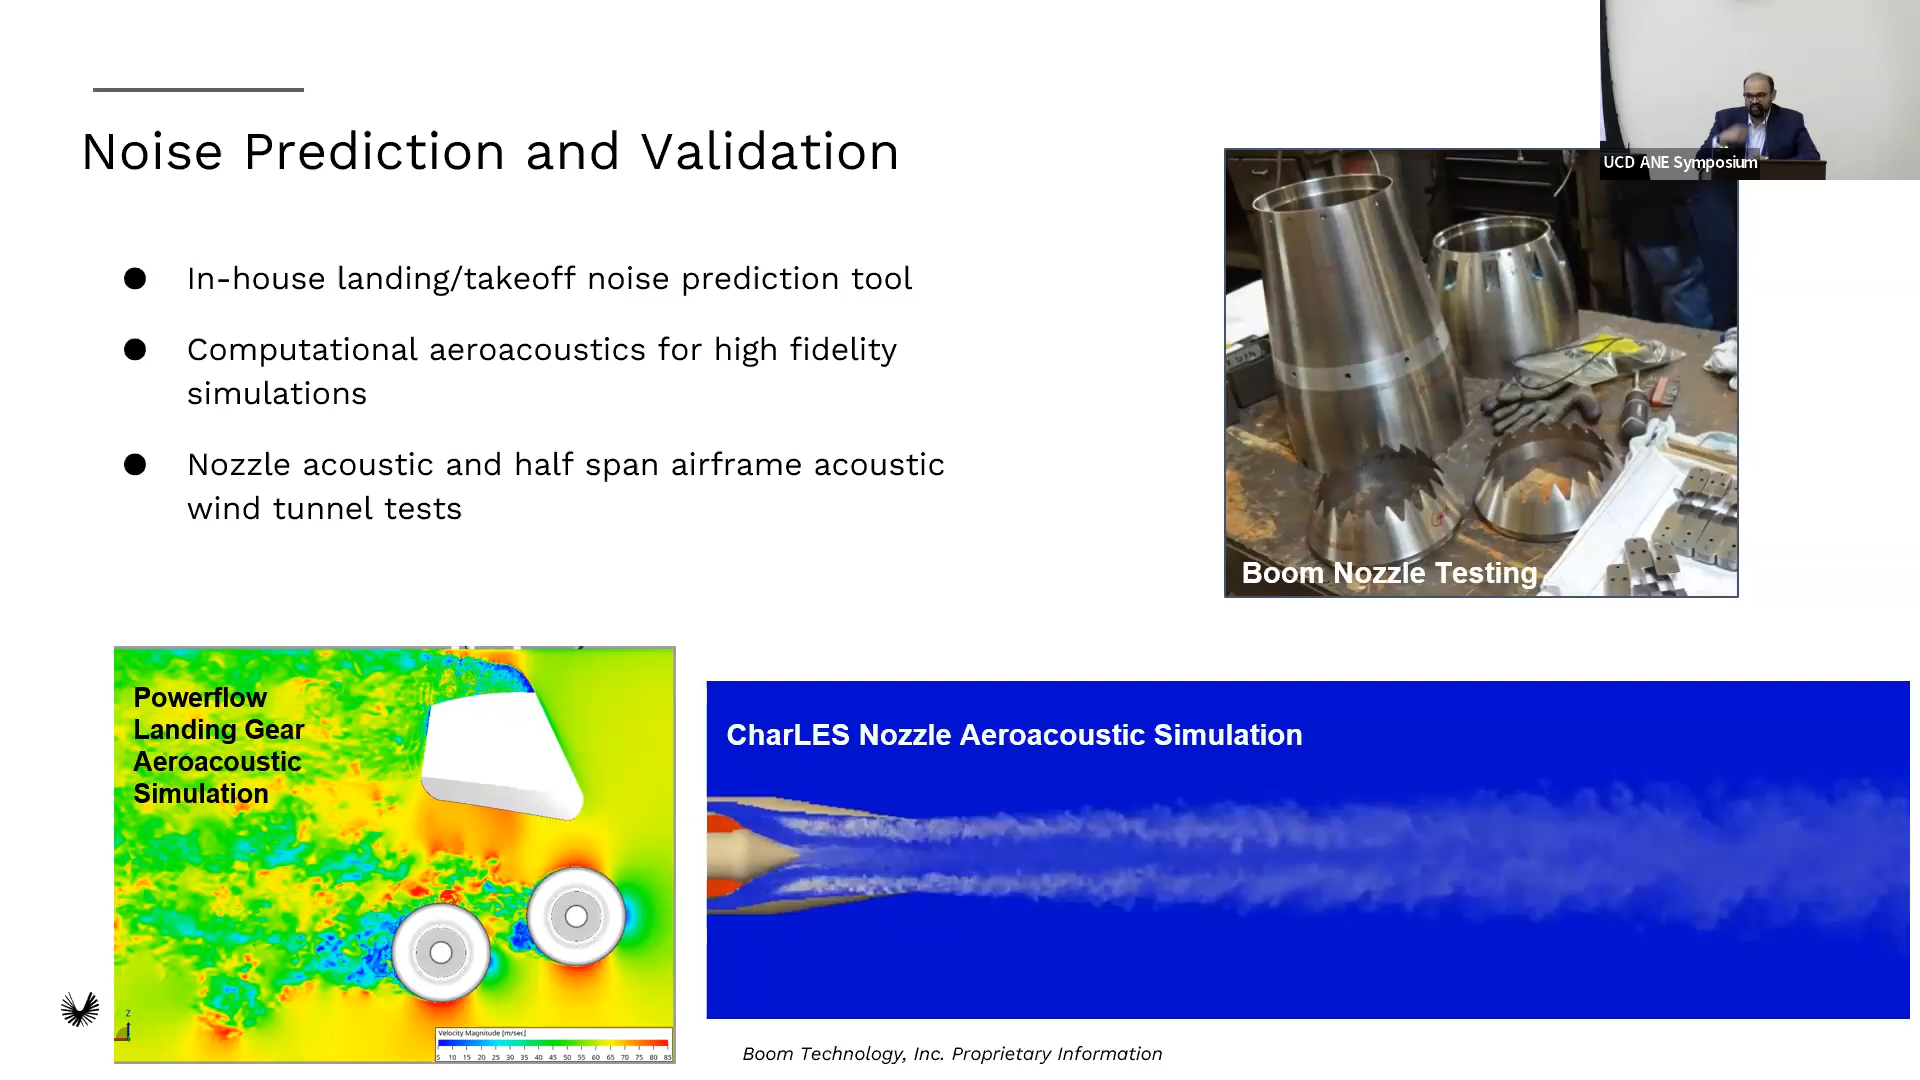 Noise Prediction and Validation
UCD ANE Symposium
● In-house landing/takeoff noise prediction tool
● Computational aeroacoustics for high fidelity
simulations
● Nozzle acoustic and half span airframe acoustic
wind tunnel tests
Boom Nozzle Testing
Powerflow
Landing Gear
Aeroacoustic
Simulation
CharLES Nozzle Aeroacoustic Simulation
Z
Velocity Magnitude [m/sec]
5 10 15 20 25 30 35 40 45 50 55 60 65 70 75 80 85
Boom Technology, Inc. Proprietary Information